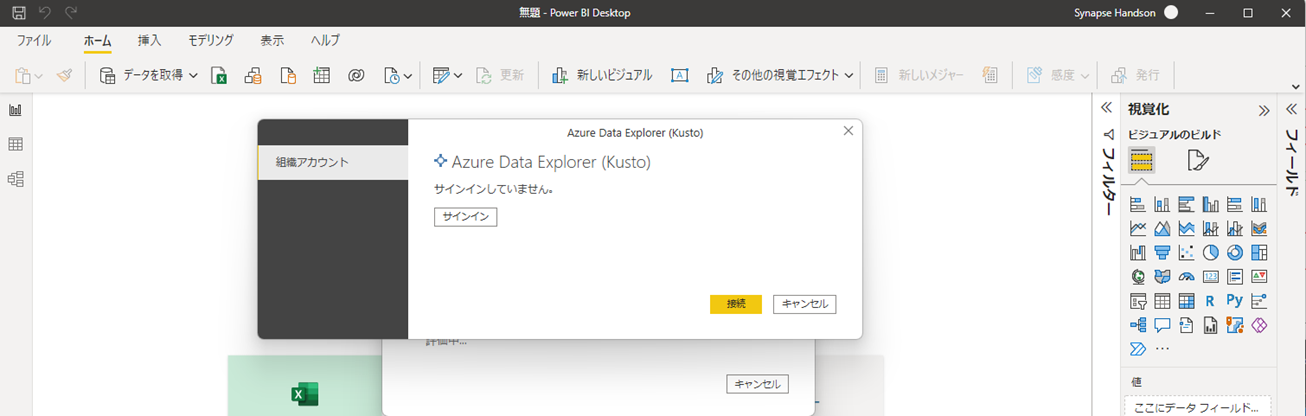 無題 - Power BI Desktop
Synapse Handson
ファイル ホーム 挿入 モデリング 表示 ヘルプ
データを取得 更新 新しいビジュアル その他の視覚エフェクト 新しいメジャー 感度 発行
Azure Data Explorer (Kusto)
組織アカウント
Azure Data Explorer (Kusto)
サインインしていません。
サインイン
接続 キャンセル
評価中...
キャンセル
フィルター
視覚化
ビジュアルのビルド
123
R Py
値
ここにデータ フィールド...
フィールド